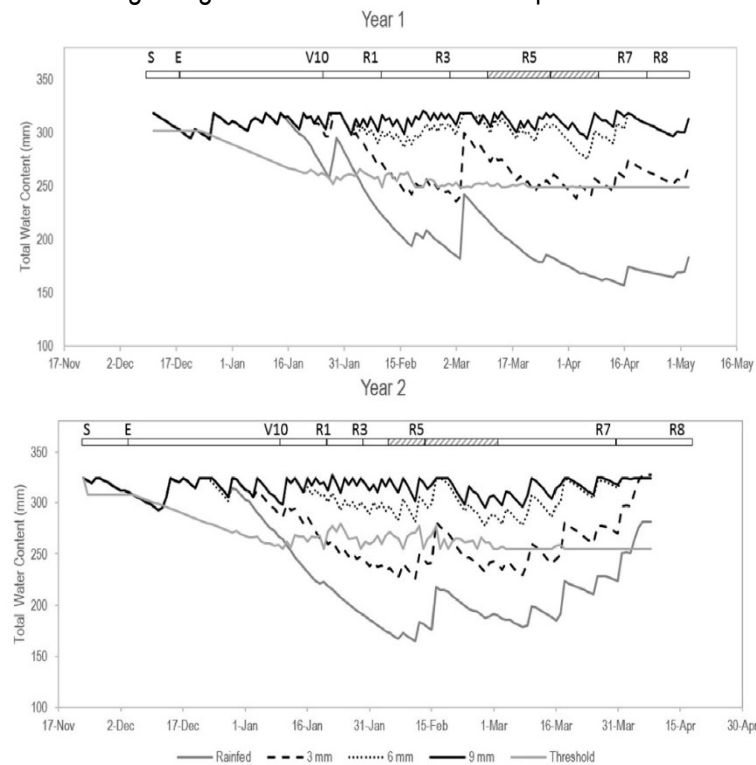 Year 1
S E V10 R1 R3 R5 R7 R8
350
300
250
200
150
100
Total Water Content (mm)
17-Nov 2-Dec 17-Dec 1-Jan 16-Jan 31-Jan 15-Feb 2-Mar 17-Mar 1-Apr 16-Apr 1-May 16-May
Year 2
S E V10 R1 R3 R5 R7 R8
350
300
250
200
150
100
Total Water Content (mm)
17-Nov 2-Dec 17-Dec 1-Jan 16-Jan 31-Jan 15-Feb 1-Mar 16-Mar 31-Mar 15-Apr 30-Apr
Rainfed 3 mm 6 mm 9 mm Threshold